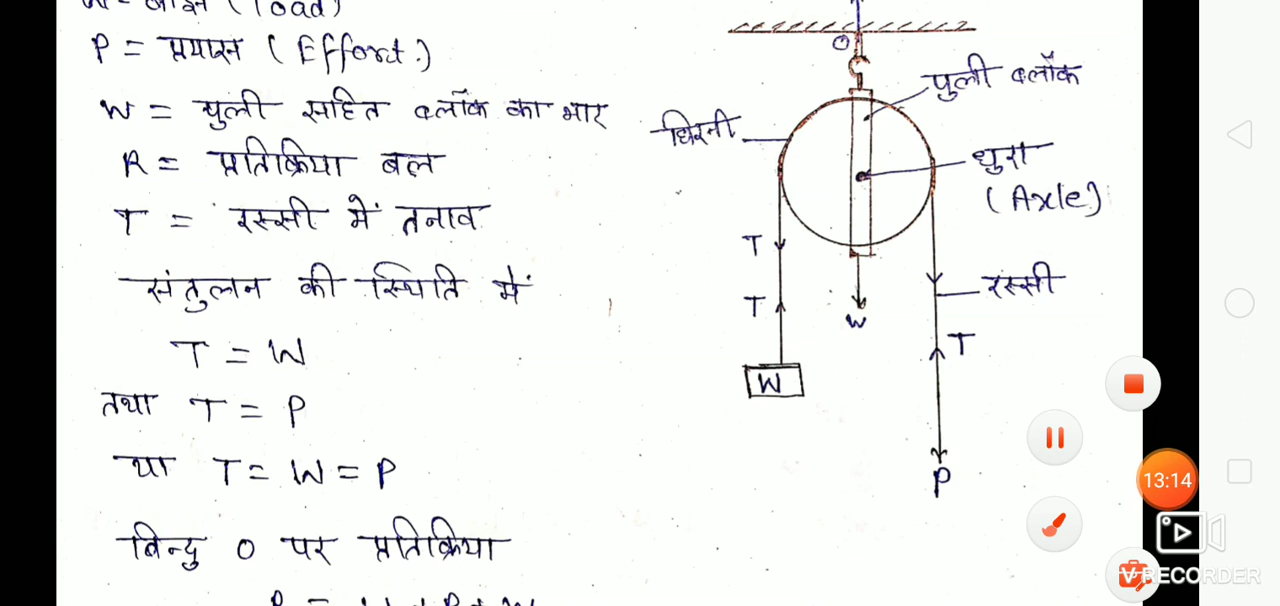 P = प्रयास (Effort.)
w = पुली सहित ब्लॉक का भार
R = प्रतिक्रिया बल
T = रस्सी में तनाव
संतुलन की स्थिति में
T = W
तथा T = P
या T = W = P
बिन्दु O पर प्रतिक्रिया
O
पुली ब्लॉक
घिरनी
धुरा
(Axle)
T
T
w
रस्सी
T
W
P
13:14
V RECORDER